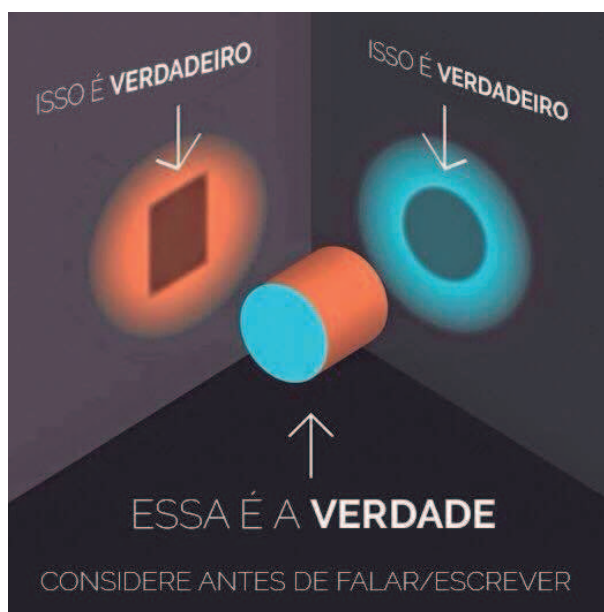 ISSO É VERDADEIRO
ISSO É VERDADEIRO
ESSA É A VERDADE
CONSIDERE ANTES DE FALAR/ESCREVER